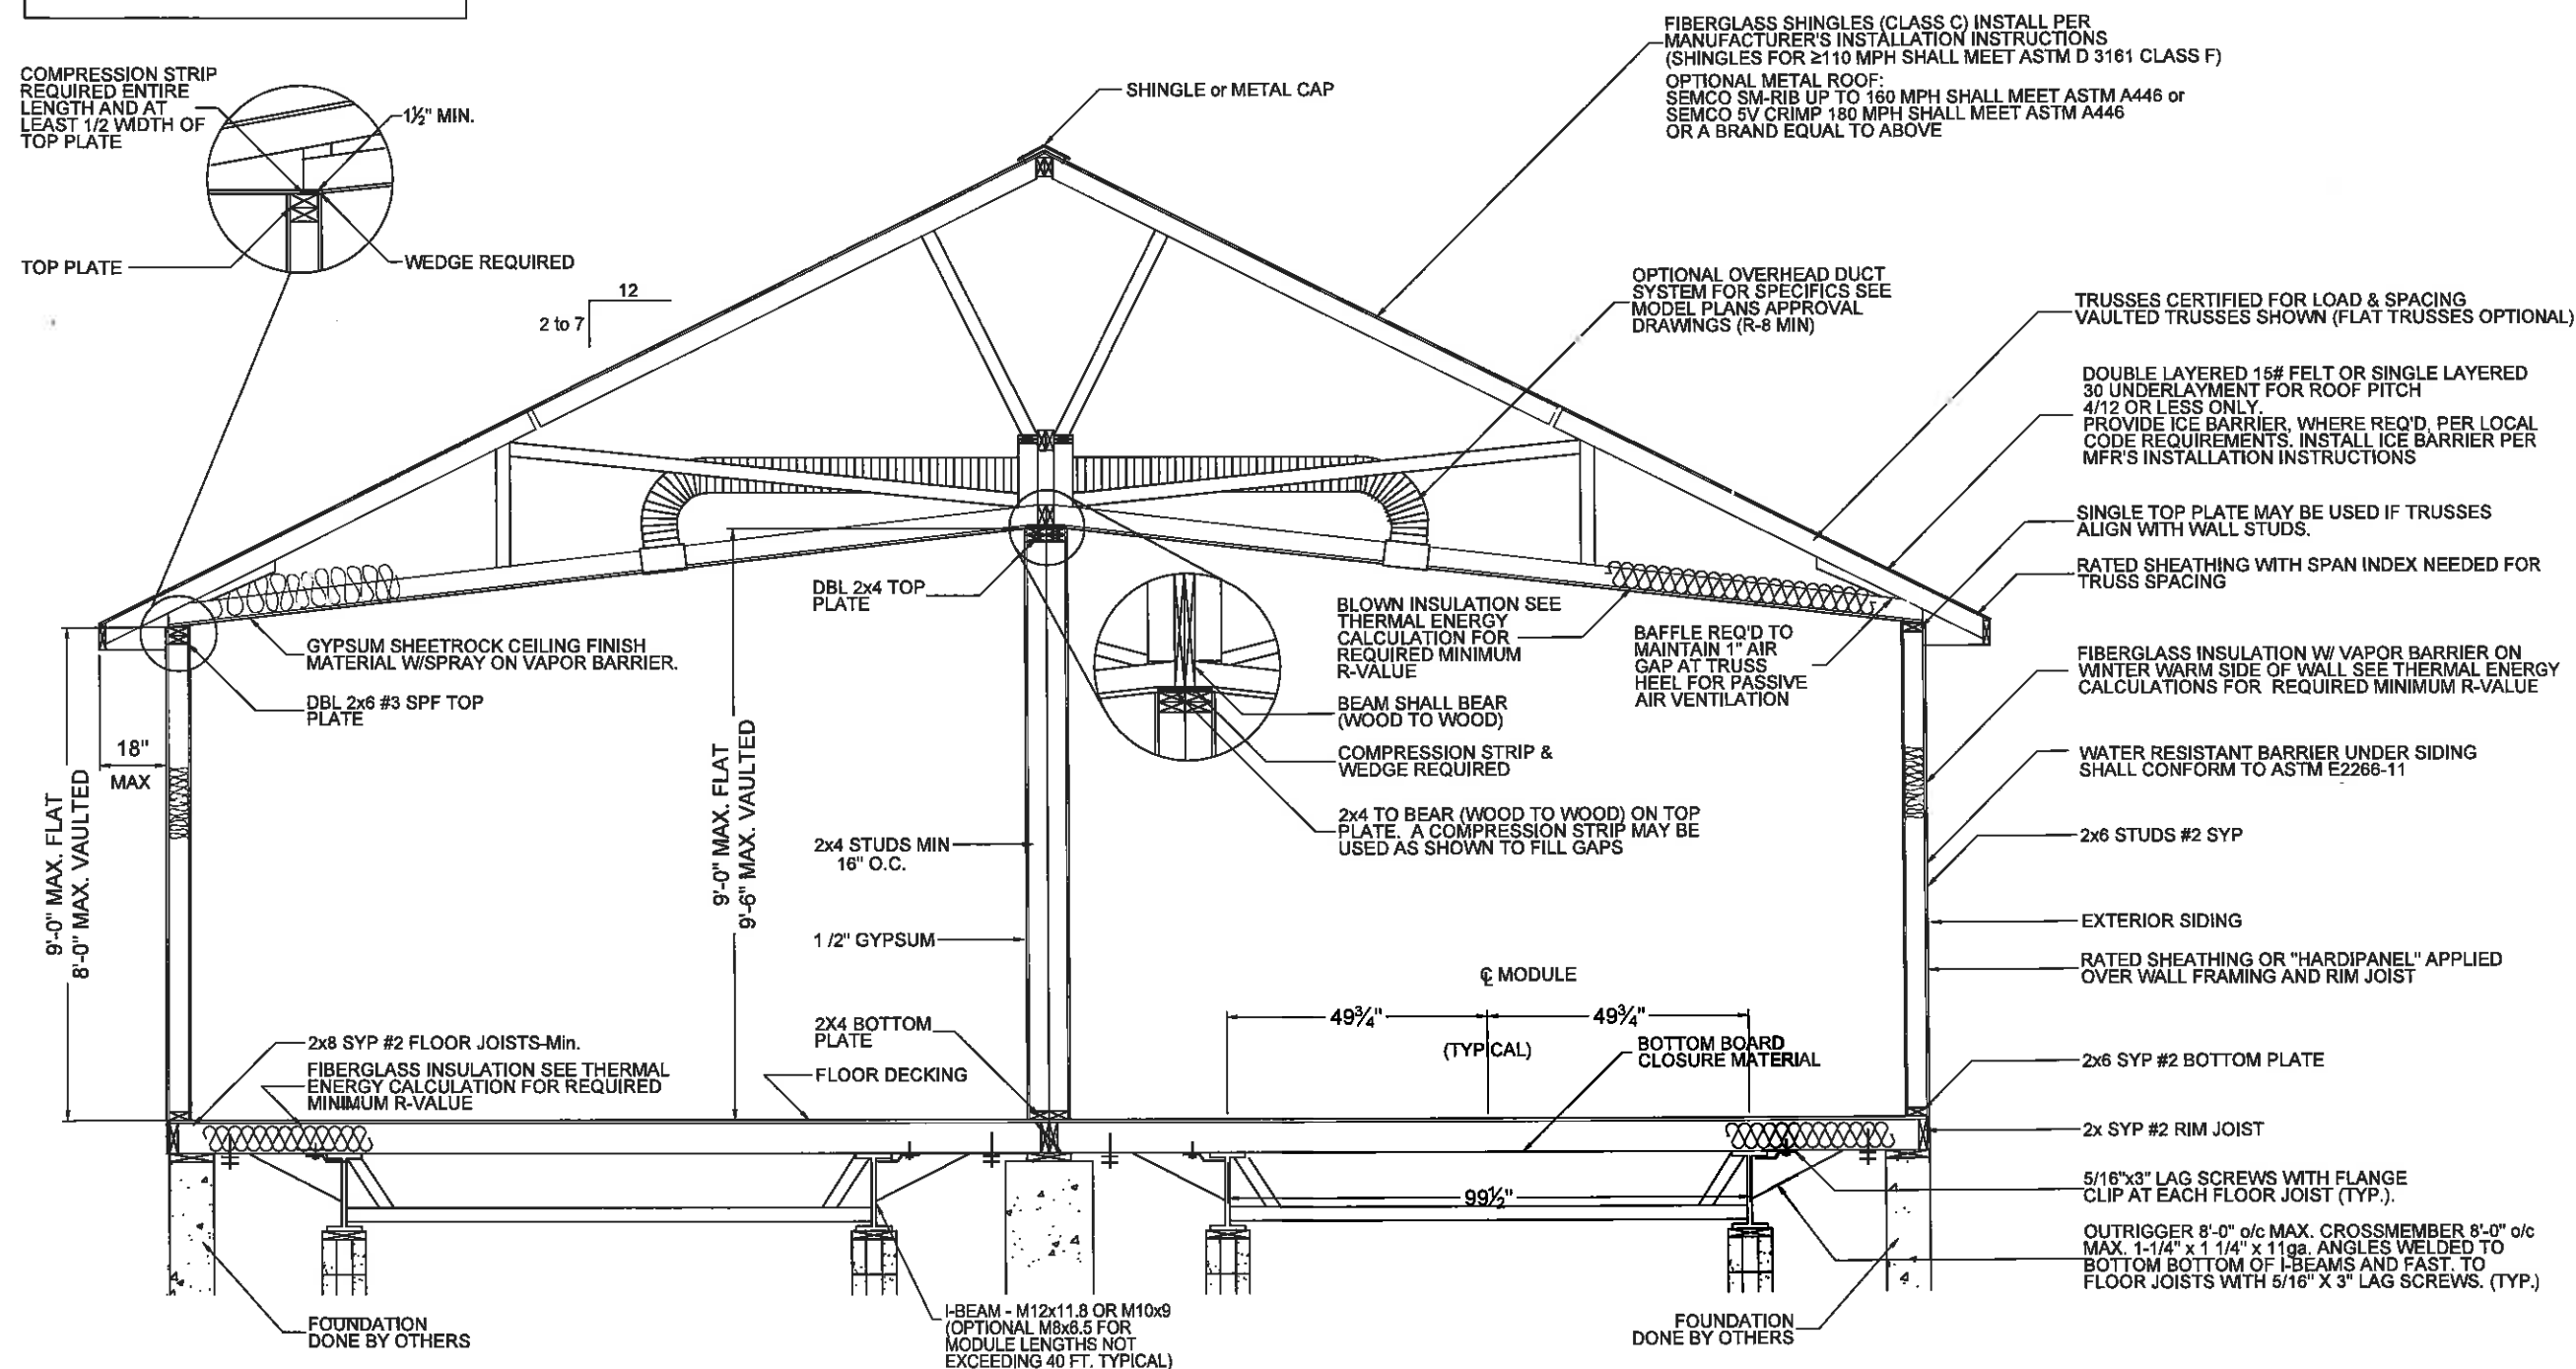 COMPRESSION STRIP
REQUIRED ENTIRE
LENGTH AND AT
LEAST 1/2 WIDTH OF
TOP PLATE
1½" MIN.
TOP PLATE
WEDGE REQUIRED
12
2 to 7
SHINGLE or METAL CAP
FIBERGLASS SHINGLES (CLASS C) INSTALL PER
MANUFACTURER'S INSTALLATION INSTRUCTIONS
(SHINGLES FOR ≥110 MPH SHALL MEET ASTM D 3161 CLASS F)
OPTIONAL METAL ROOF:
SEMCO SM-RIB UP TO 160 MPH SHALL MEET ASTM A446 or
SEMCO 5V CRIMP 180 MPH SHALL MEET ASTM A446
OR A BRAND EQUAL TO ABOVE
OPTIONAL OVERHEAD DUCT
SYSTEM FOR SPECIFICS SEE
MODEL PLANS APPROVAL
DRAWINGS (R-8 MIN)
TRUSSES CERTIFIED FOR LOAD & SPACING
VAULTED TRUSSES SHOWN (FLAT TRUSSES OPTIONAL)
DOUBLE LAYERED 15# FELT OR SINGLE LAYERED
30 UNDERLAYMENT FOR ROOF PITCH
4/12 OR LESS ONLY.
PROVIDE ICE BARRIER, WHERE REQ'D, PER LOCAL
CODE REQUIREMENTS. INSTALL ICE BARRIER PER
MFR'S INSTALLATION INSTRUCTIONS
SINGLE TOP PLATE MAY BE USED IF TRUSSES
ALIGN WITH WALL STUDS.
RATED SHEATHING WITH SPAN INDEX NEEDED FOR
TRUSS SPACING
FIBERGLASS INSULATION W/ VAPOR BARRIER ON
WINTER WARM SIDE OF WALL SEE THERMAL ENERGY
CALCULATIONS FOR REQUIRED MINIMUM R-VALUE
WATER RESISTANT BARRIER UNDER SIDING
SHALL CONFORM TO ASTM E2266-11
2x6 STUDS #2 SYP
EXTERIOR SIDING
RATED SHEATHING OR "HARDIPANEL" APPLIED
OVER WALL FRAMING AND RIM JOIST
2x6 SYP #2 BOTTOM PLATE
2x SYP #2 RIM JOIST
5/16"x3" LAG SCREWS WITH FLANGE
CLIP AT EACH FLOOR JOIST (TYP.).
OUTRIGGER 8'-0" o/c MAX. CROSSMEMBER 8'-0" o/c
MAX. 1-1/4" x 1 1/4" x 11ga. ANGLES WELDED TO
BOTTOM BOTTOM OF I-BEAMS AND FAST. TO
FLOOR JOISTS WITH 5/16" X 3" LAG SCREWS. (TYP.)
GYPSUM SHEETROCK CEILING FINISH
MATERIAL W/SPRAY ON VAPOR BARRIER.
DBL 2x6 #3 SPF TOP
PLATE
18"
MAX
9'-0" MAX. FLAT
8'-0" MAX. VAULTED
DBL 2x4 TOP
PLATE
9'-0" MAX. FLAT
9'-6" MAX. VAULTED
2x4 STUDS MIN
16" O.C.
1 /2" GYPSUM
2X4 BOTTOM
PLATE
FLOOR DECKING
BLOWN INSULATION SEE
THERMAL ENERGY
CALCULATION FOR
REQUIRED MINIMUM
R-VALUE
BAFFLE REQ'D TO
MAINTAIN 1" AIR
GAP AT TRUSS
HEEL FOR PASSIVE
AIR VENTILATION
BEAM SHALL BEAR
(WOOD TO WOOD)
COMPRESSION STRIP &
WEDGE REQUIRED
2x4 TO BEAR (WOOD TO WOOD) ON TOP
PLATE. A COMPRESSION STRIP MAY BE
USED AS SHOWN TO FILL GAPS
℄ MODULE
49¾"
49¾"
(TYPICAL)
BOTTOM BOARD
CLOSURE MATERIAL
2x8 SYP #2 FLOOR JOISTS-Min.
FIBERGLASS INSULATION SEE THERMAL
ENERGY CALCULATION FOR REQUIRED
MINIMUM R-VALUE
99½"
FOUNDATION
DONE BY OTHERS
I-BEAM - M12x11.8 OR M10x9
(OPTIONAL M8x6.5 FOR
MODULE LENGTHS NOT
EXCEEDING 40 FT. TYPICAL)
FOUNDATION
DONE BY OTHERS